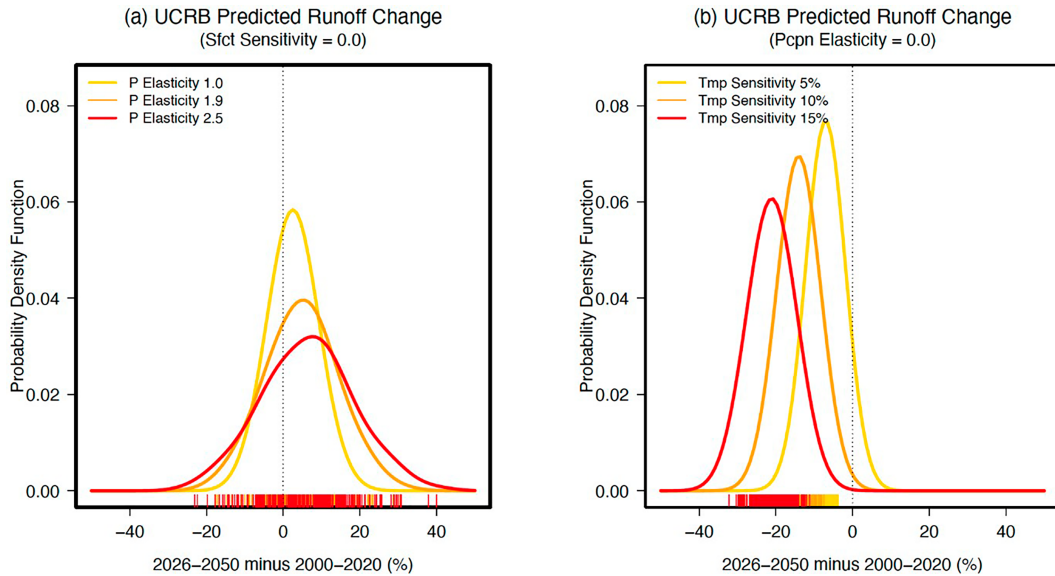 (a) UCRB Predicted Runoff Change
(Sfct Sensitivity = 0.0)
P Elasticity 1.0
P Elasticity 1.9
P Elasticity 2.5
Probability Density Function
0.08
0.06
0.04
0.02
0.00
−40 −20 0 20 40
2026−2050 minus 2000−2020 (%)
(b) UCRB Predicted Runoff Change
(Pcpn Elasticity = 0.0)
Tmp Sensitivity 5%
Tmp Sensitivity 10%
Tmp Sensitivity 15%
Probability Density Function
0.08
0.06
0.04
0.02
0.00
−40 −20 0 20 40
2026−2050 minus 2000−2020 (%)